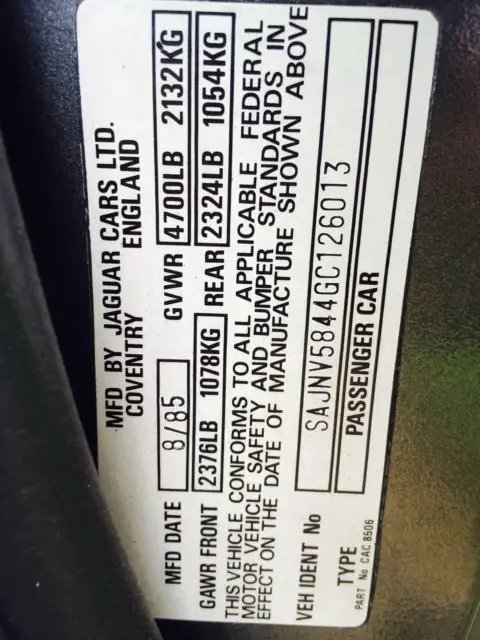 MFD BY JAGUAR CARS LTD.
COVENTRY ENGLAND
MFD DATE 8/85 GVWR 4700LB 2132KG
GAWR FRONT 2376LB 1078KG REAR 2324LB 1054KG
THIS VEHICLE CONFORMS TO ALL APPLICABLE FEDERAL
MOTOR VEHICLE SAFETY AND BUMPER STANDARDS IN
EFFECT ON THE DATE OF MANUFACTURE SHOWN ABOVE
VEH IDENT No SAJNV5844GC126013
TYPE PASSENGER CAR
PART No CAC 8506